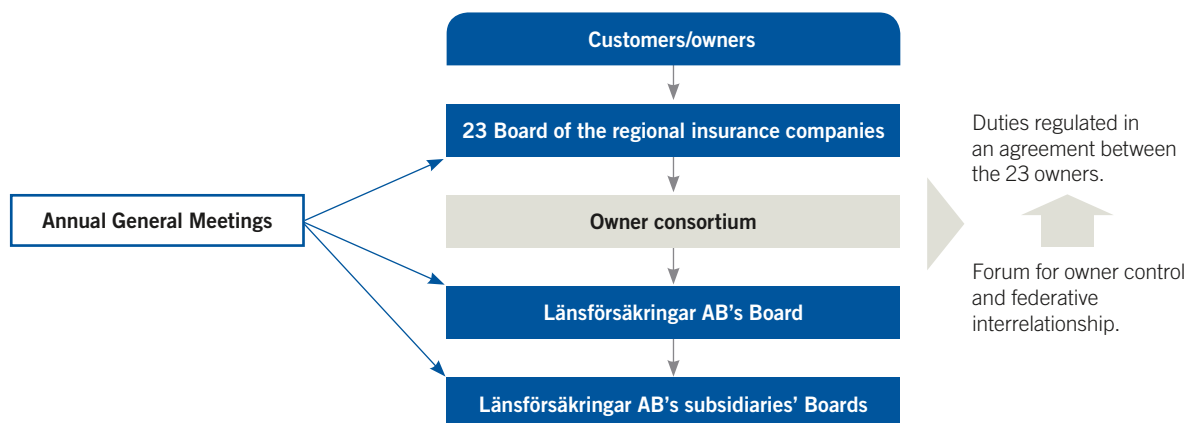 Customers/owners
23 Board of the regional insurance companies
Annual General Meetings
Owner consortium
Länsförsäkringar AB’s Board
Länsförsäkringar AB’s subsidiaries’ Boards
Duties regulated in
an agreement between
the 23 owners.
Forum for owner control
and federative
interrelationship.